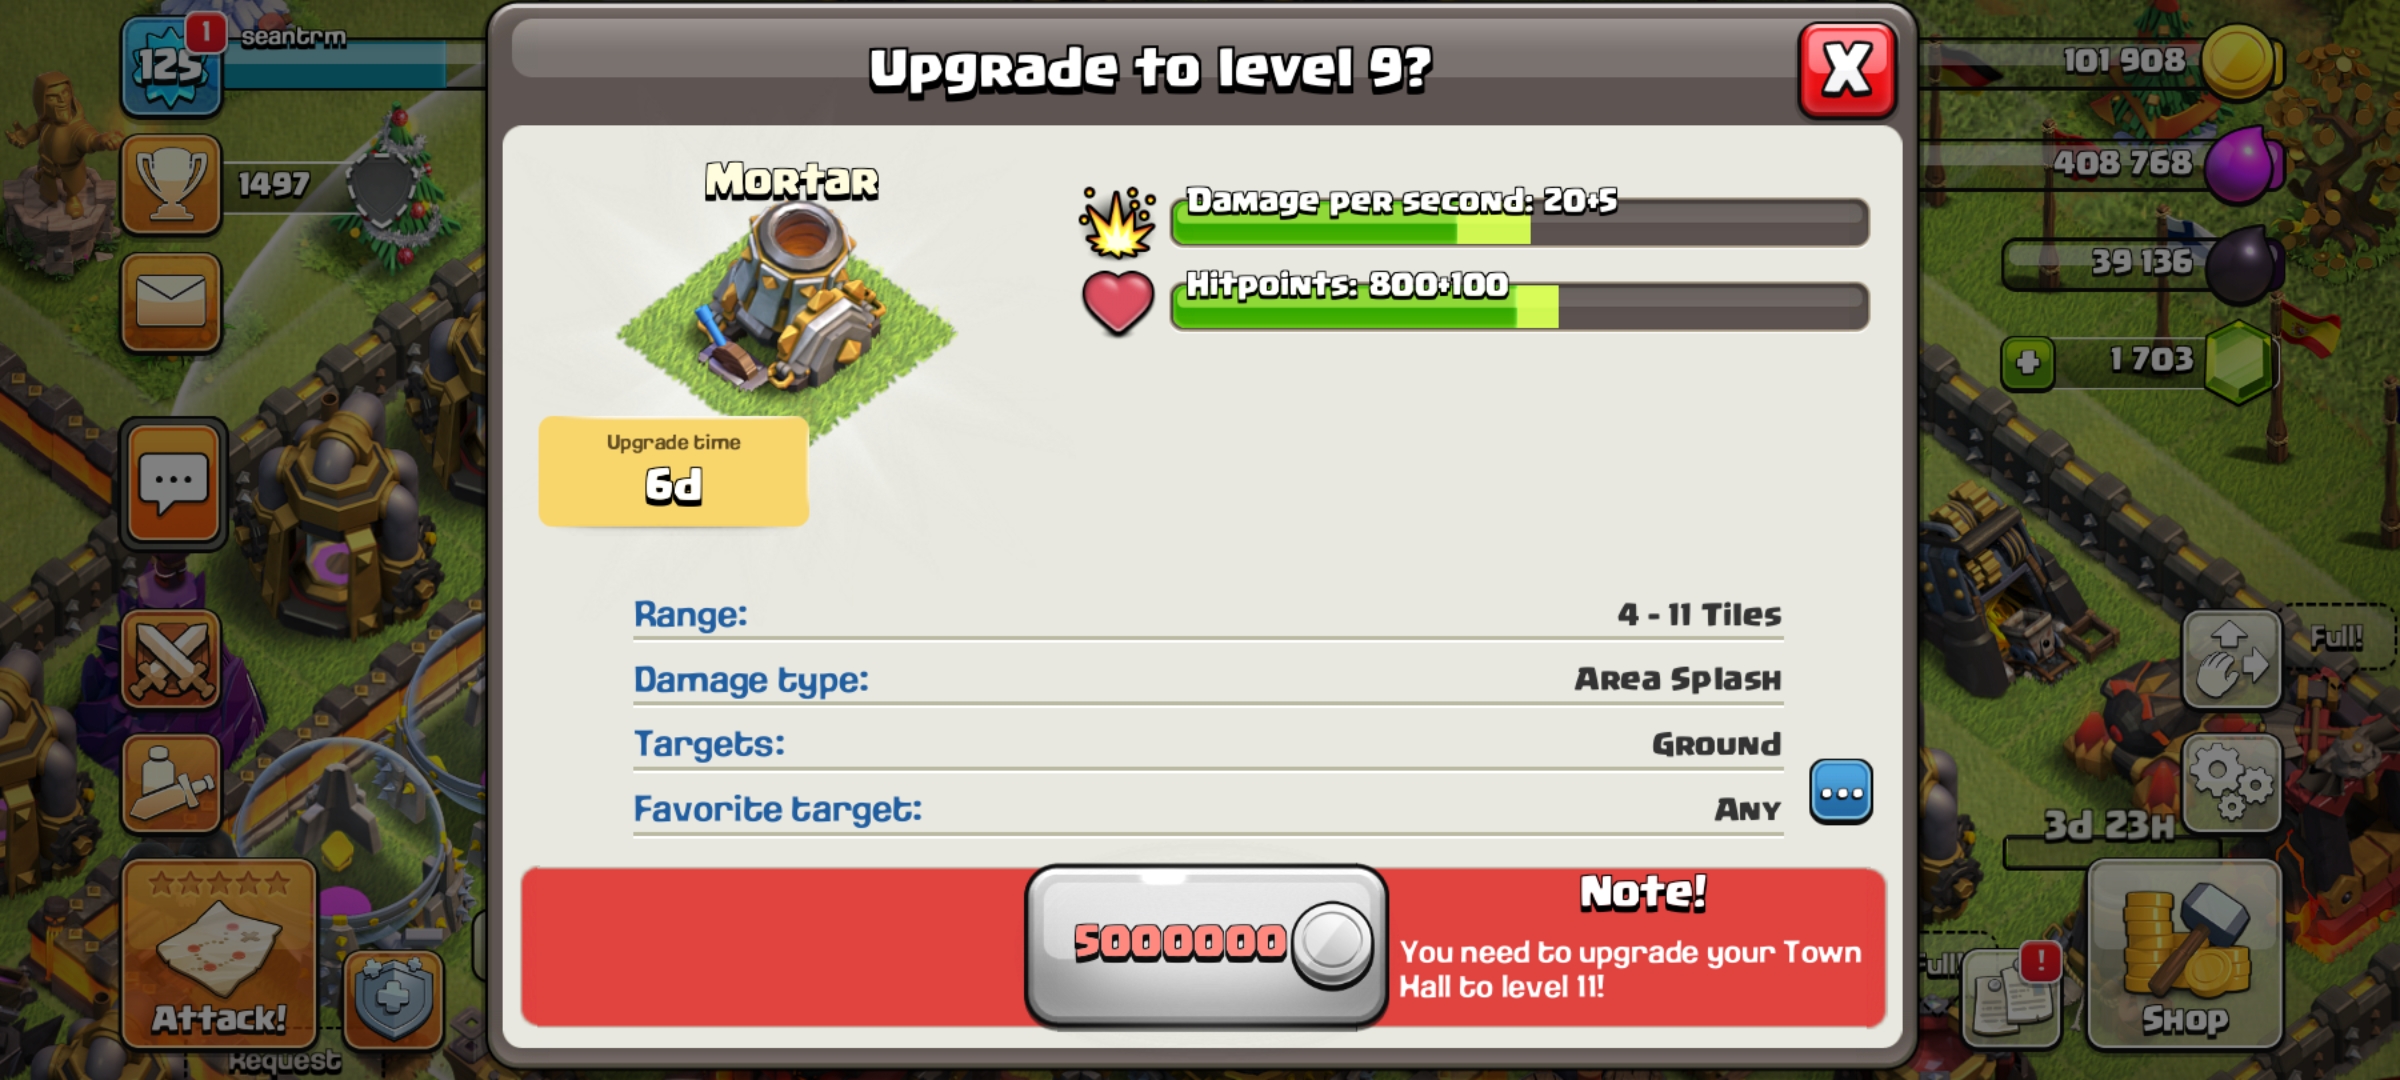 1
125
seantrm
Upgrade to level 9?
X
101 908
Mortar
408 768
1497
Damage per second: 20+5
39 136
Hitpoints: 800+100
1 703
Upgrade time
6d
Range: 4 - 11 Tiles
Full!
Damage type: Area Splash
Targets: Ground
Favorite target: Any
3d 23h
5000000
Note!
You need to upgrade your Town
Hall to level 11!
!
Attack!
Shop
Request